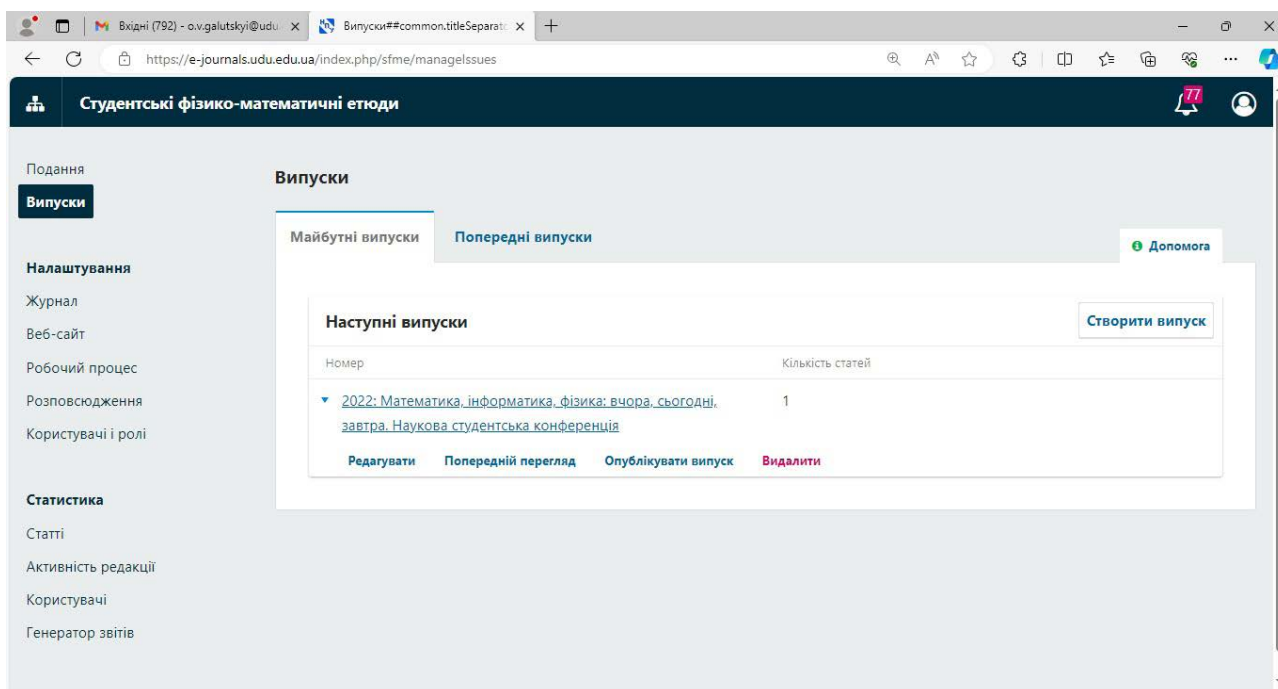 Вхідні (792) - o.v.galutskyi@udu
Випуски##common.titleSeparato
https://e-journals.udu.edu.ua/index.php/sfme/manageIssues
Студентські фізико-математичні етюди
77
Подання
Випуски
Налаштування
Журнал
Веб-сайт
Робочий процес
Розповсюдження
Користувачі і ролі
Статистика
Статті
Активність редакції
Користувачі
Генератор звітів
Випуски
Майбутні випуски Попередні випуски
Допомога
Наступні випуски Створити випуск
Номер Кількість статей
2022: Математика, інформатика, фізика: вчора, сьогодні, 1
завтра. Наукова студентська конференція
Редагувати Попередній перегляд Опублікувати випуск Видалити